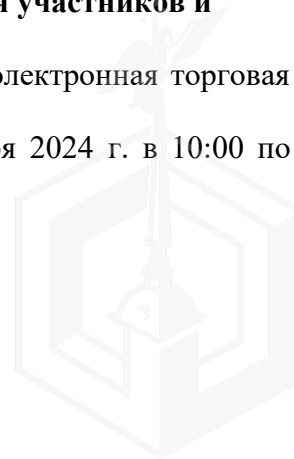 участников и
электронная торговая
2024 г. в 10:00 по